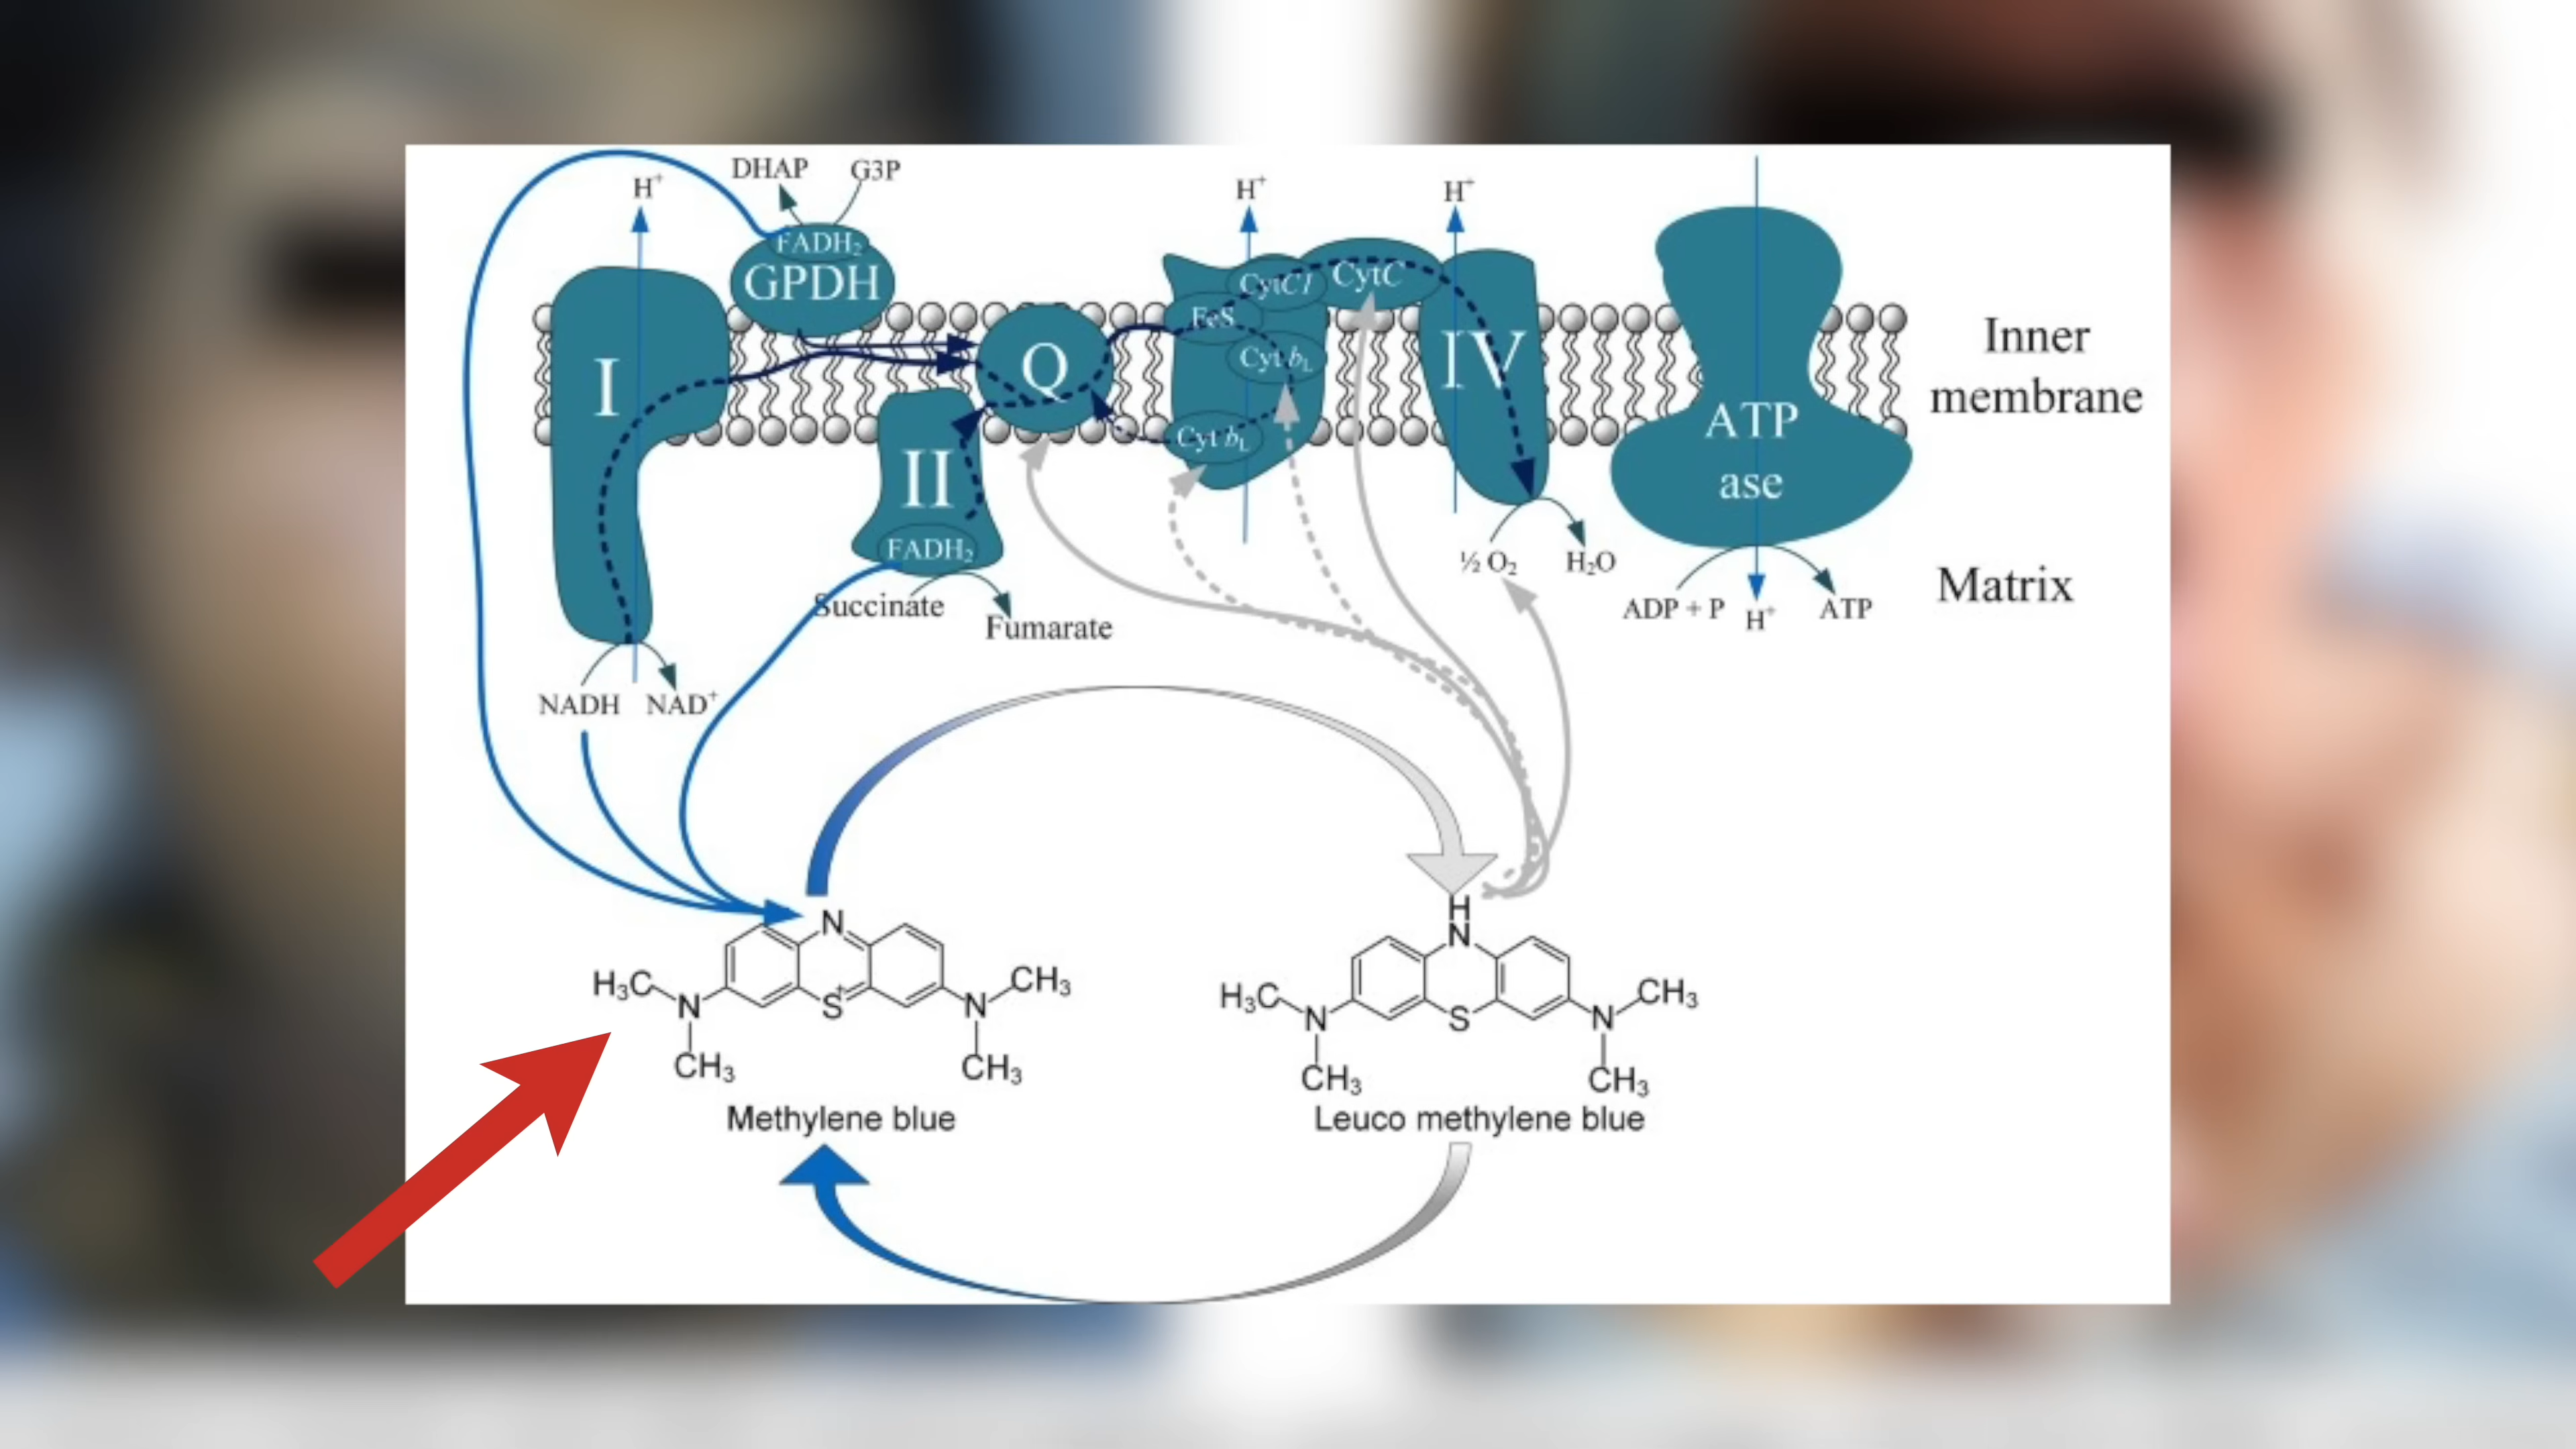 DHAP
G3P
H⁺
H⁺
H⁺
FADH₂
GPDH
CytC1
CytC
FeS
Inner
membrane
I
Q
Cyt bL
IV
Cyt bL
ATP
ase
II
FADH₂
½ O₂
H₂O
Matrix
Succinate
Fumarate
ADP + P
H⁺
ATP
NADH
NAD⁺
N
H₃C
N
S⁺
N
CH₃
CH₃
CH₃
H
N
H₃C
N
S
N
CH₃
CH₃
CH₃
Methylene blue
Leuco methylene blue